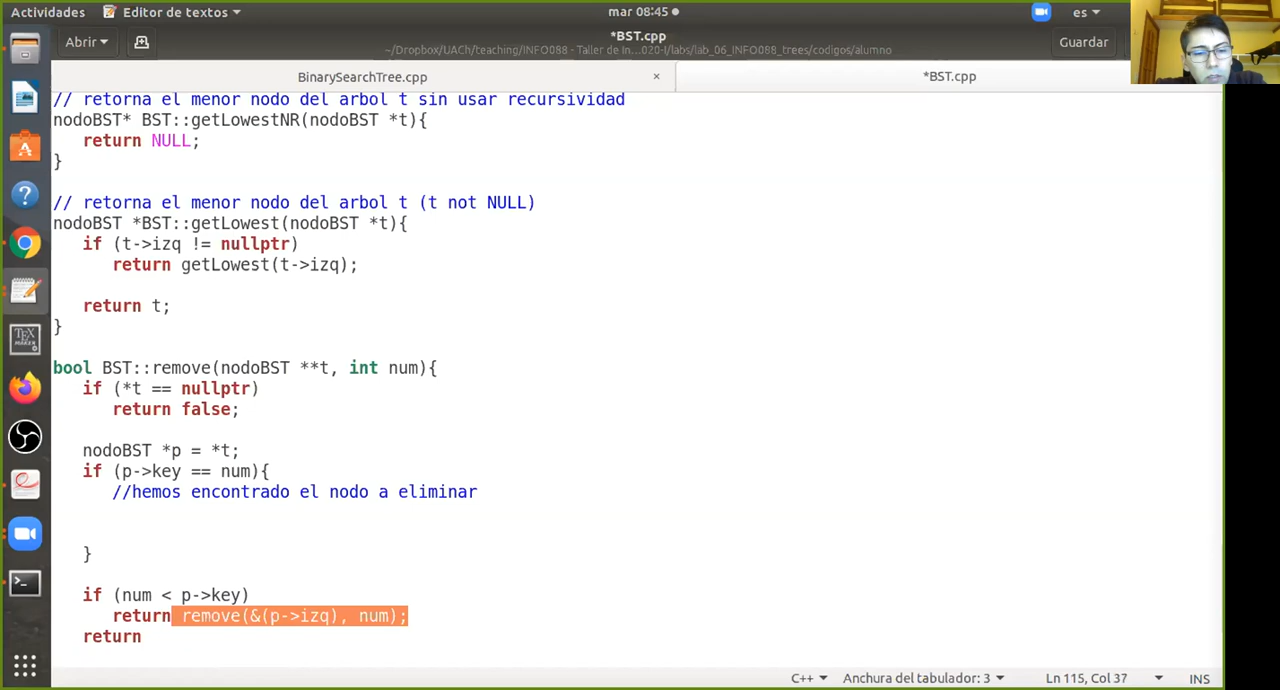 Actividades Editor de textos mar 08:45 es
Abrir *BST.cpp Guardar
~/Dropbox/UACh/teaching/INFO088 - Taller de In...020-I/labs/lab_06_INFO088_trees/codigos/alumno
BinarySearchTree.cpp × *BST.cpp
// retorna el menor nodo del arbol t sin usar recursividad
nodoBST* BST::getLowestNR(nodoBST *t){
return NULL;
}
// retorna el menor nodo del arbol t (t not NULL)
nodoBST *BST::getLowest(nodoBST *t){
if (t->izq != nullptr)
return getLowest(t->izq);
return t;
}
bool BST::remove(nodoBST **t, int num){
if (*t == nullptr)
return false;
nodoBST *p = *t;
if (p->key == num){
//hemos encontrado el nodo a eliminar
}
if (num < p->key)
return remove(&(p->izq), num);
return
C++ Anchura del tabulador: 3 Ln 115, Col 37 INS